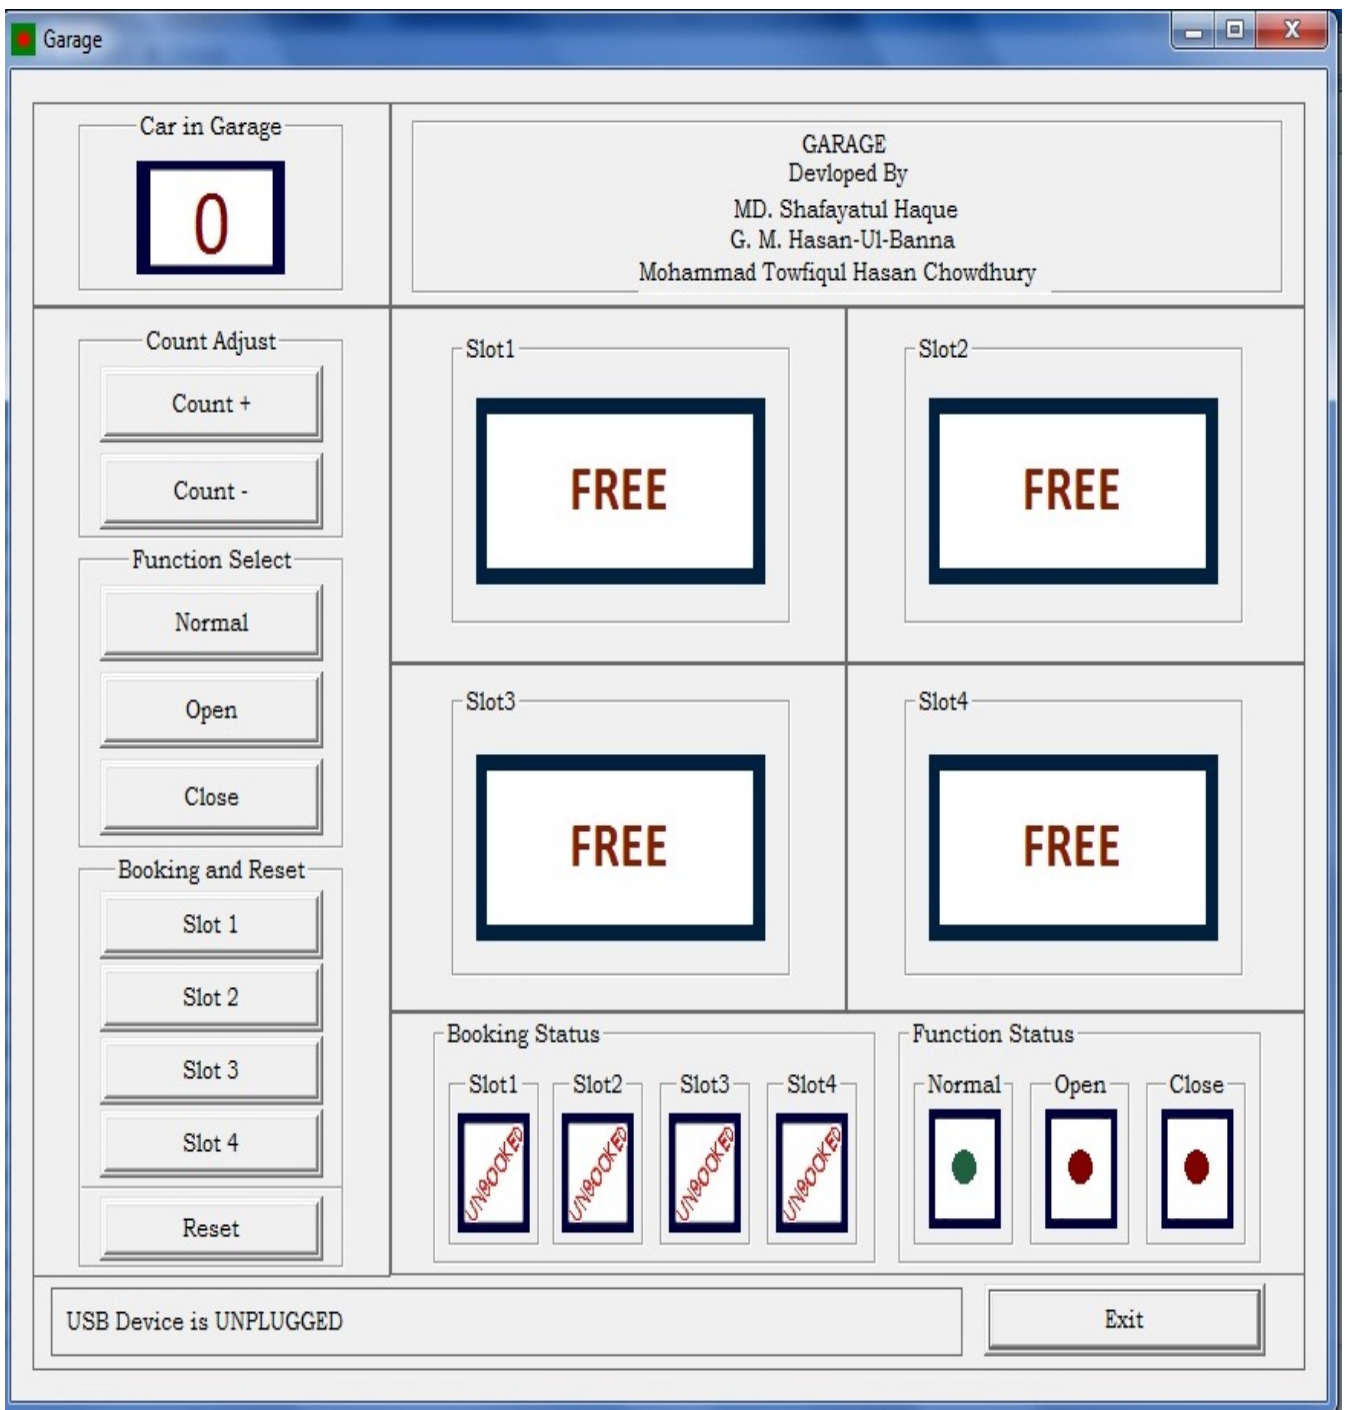 Garage
X
Car in Garage
0
GARAGE
Devloped By
MD. Shafayatul Haque
G. M. Hasan-Ul-Banna
Mohammad Towfiqul Hasan Chowdhury
Count Adjust
Count +
Count -
Function Select
Normal
Open
Close
Booking and Reset
Slot 1
Slot 2
Slot 3
Slot 4
Reset
Slot1
FREE
Slot2
FREE
Slot3
FREE
Slot4
FREE
Booking Status
Slot1
UNBOOKED
Slot2
UNBOOKED
Slot3
UNBOOKED
Slot4
UNBOOKED
Function Status
Normal
Open
Close
USB Device is UNPLUGGED
Exit